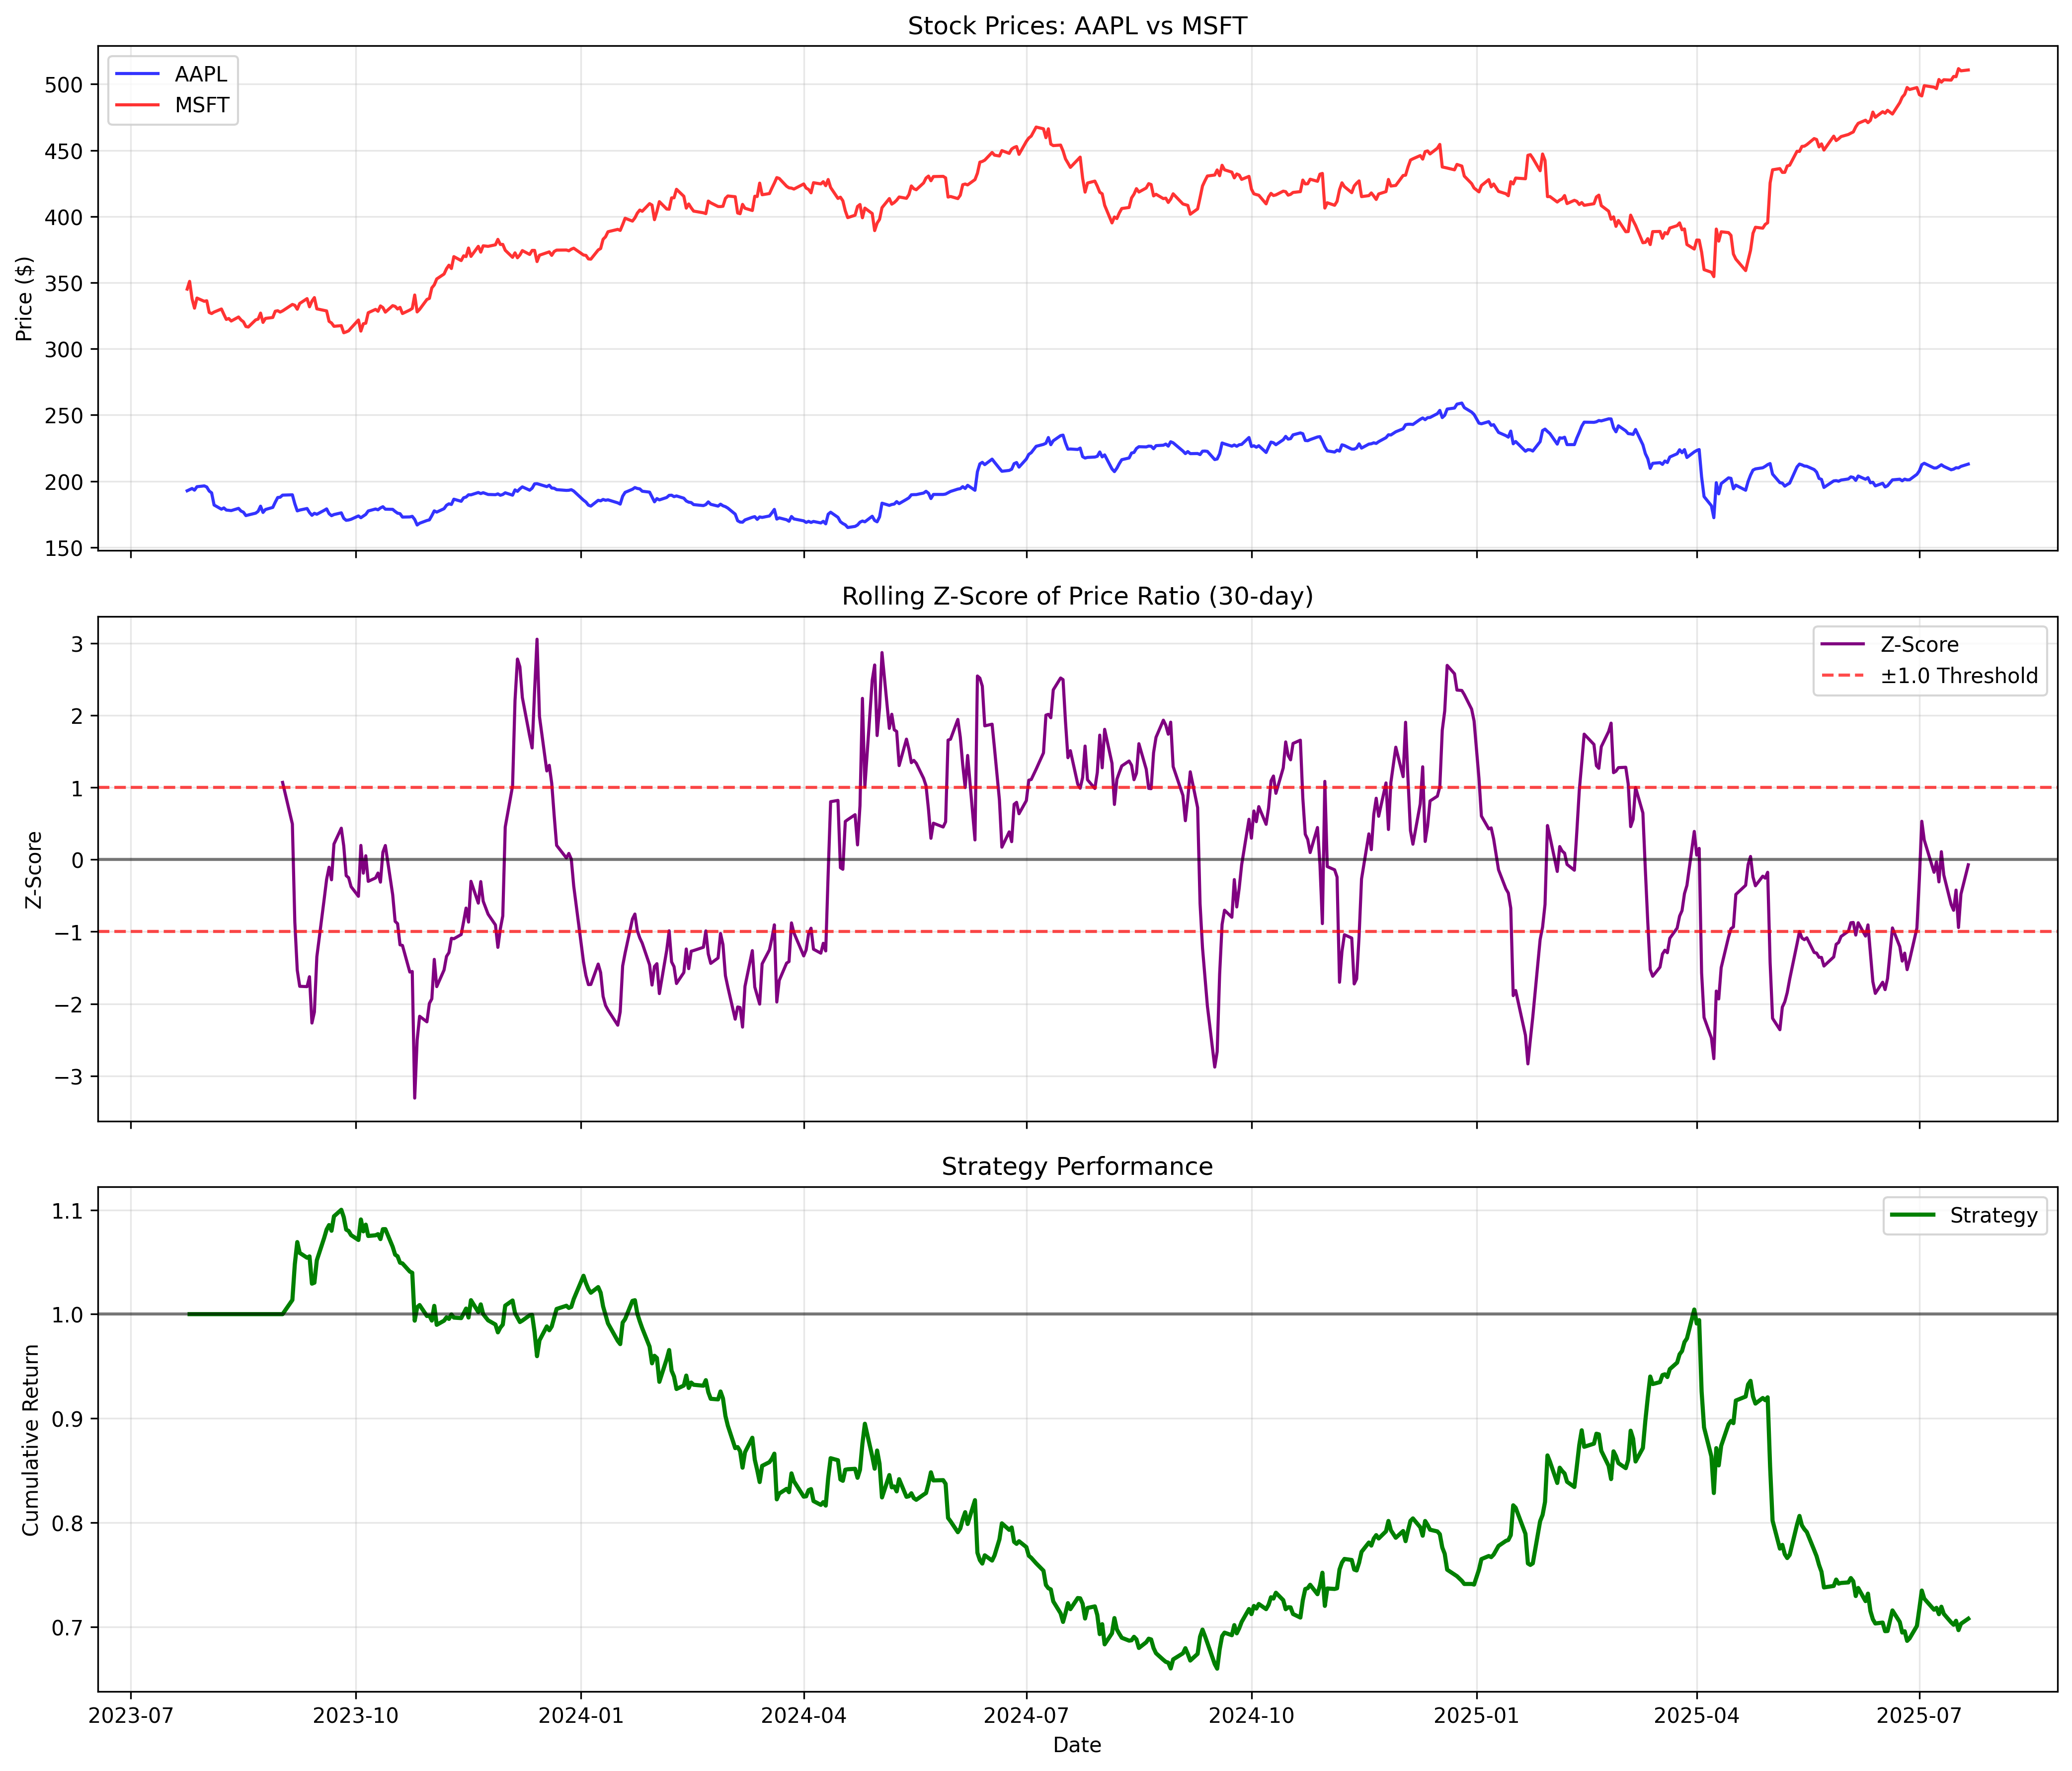 Stock Prices: AAPL vs MSFT
AAPL
MSFT
Price ($)
500
450
400
350
300
250
200
150
Rolling Z-Score of Price Ratio (30-day)
Z-Score
±1.0 Threshold
Z-Score
3
2
1
0
−1
−2
−3
Strategy Performance
Strategy
Cumulative Return
1.1
1.0
0.9
0.8
0.7
2023-07 2023-10 2024-01 2024-04 2024-07 2024-10 2025-01 2025-04 2025-07
Date